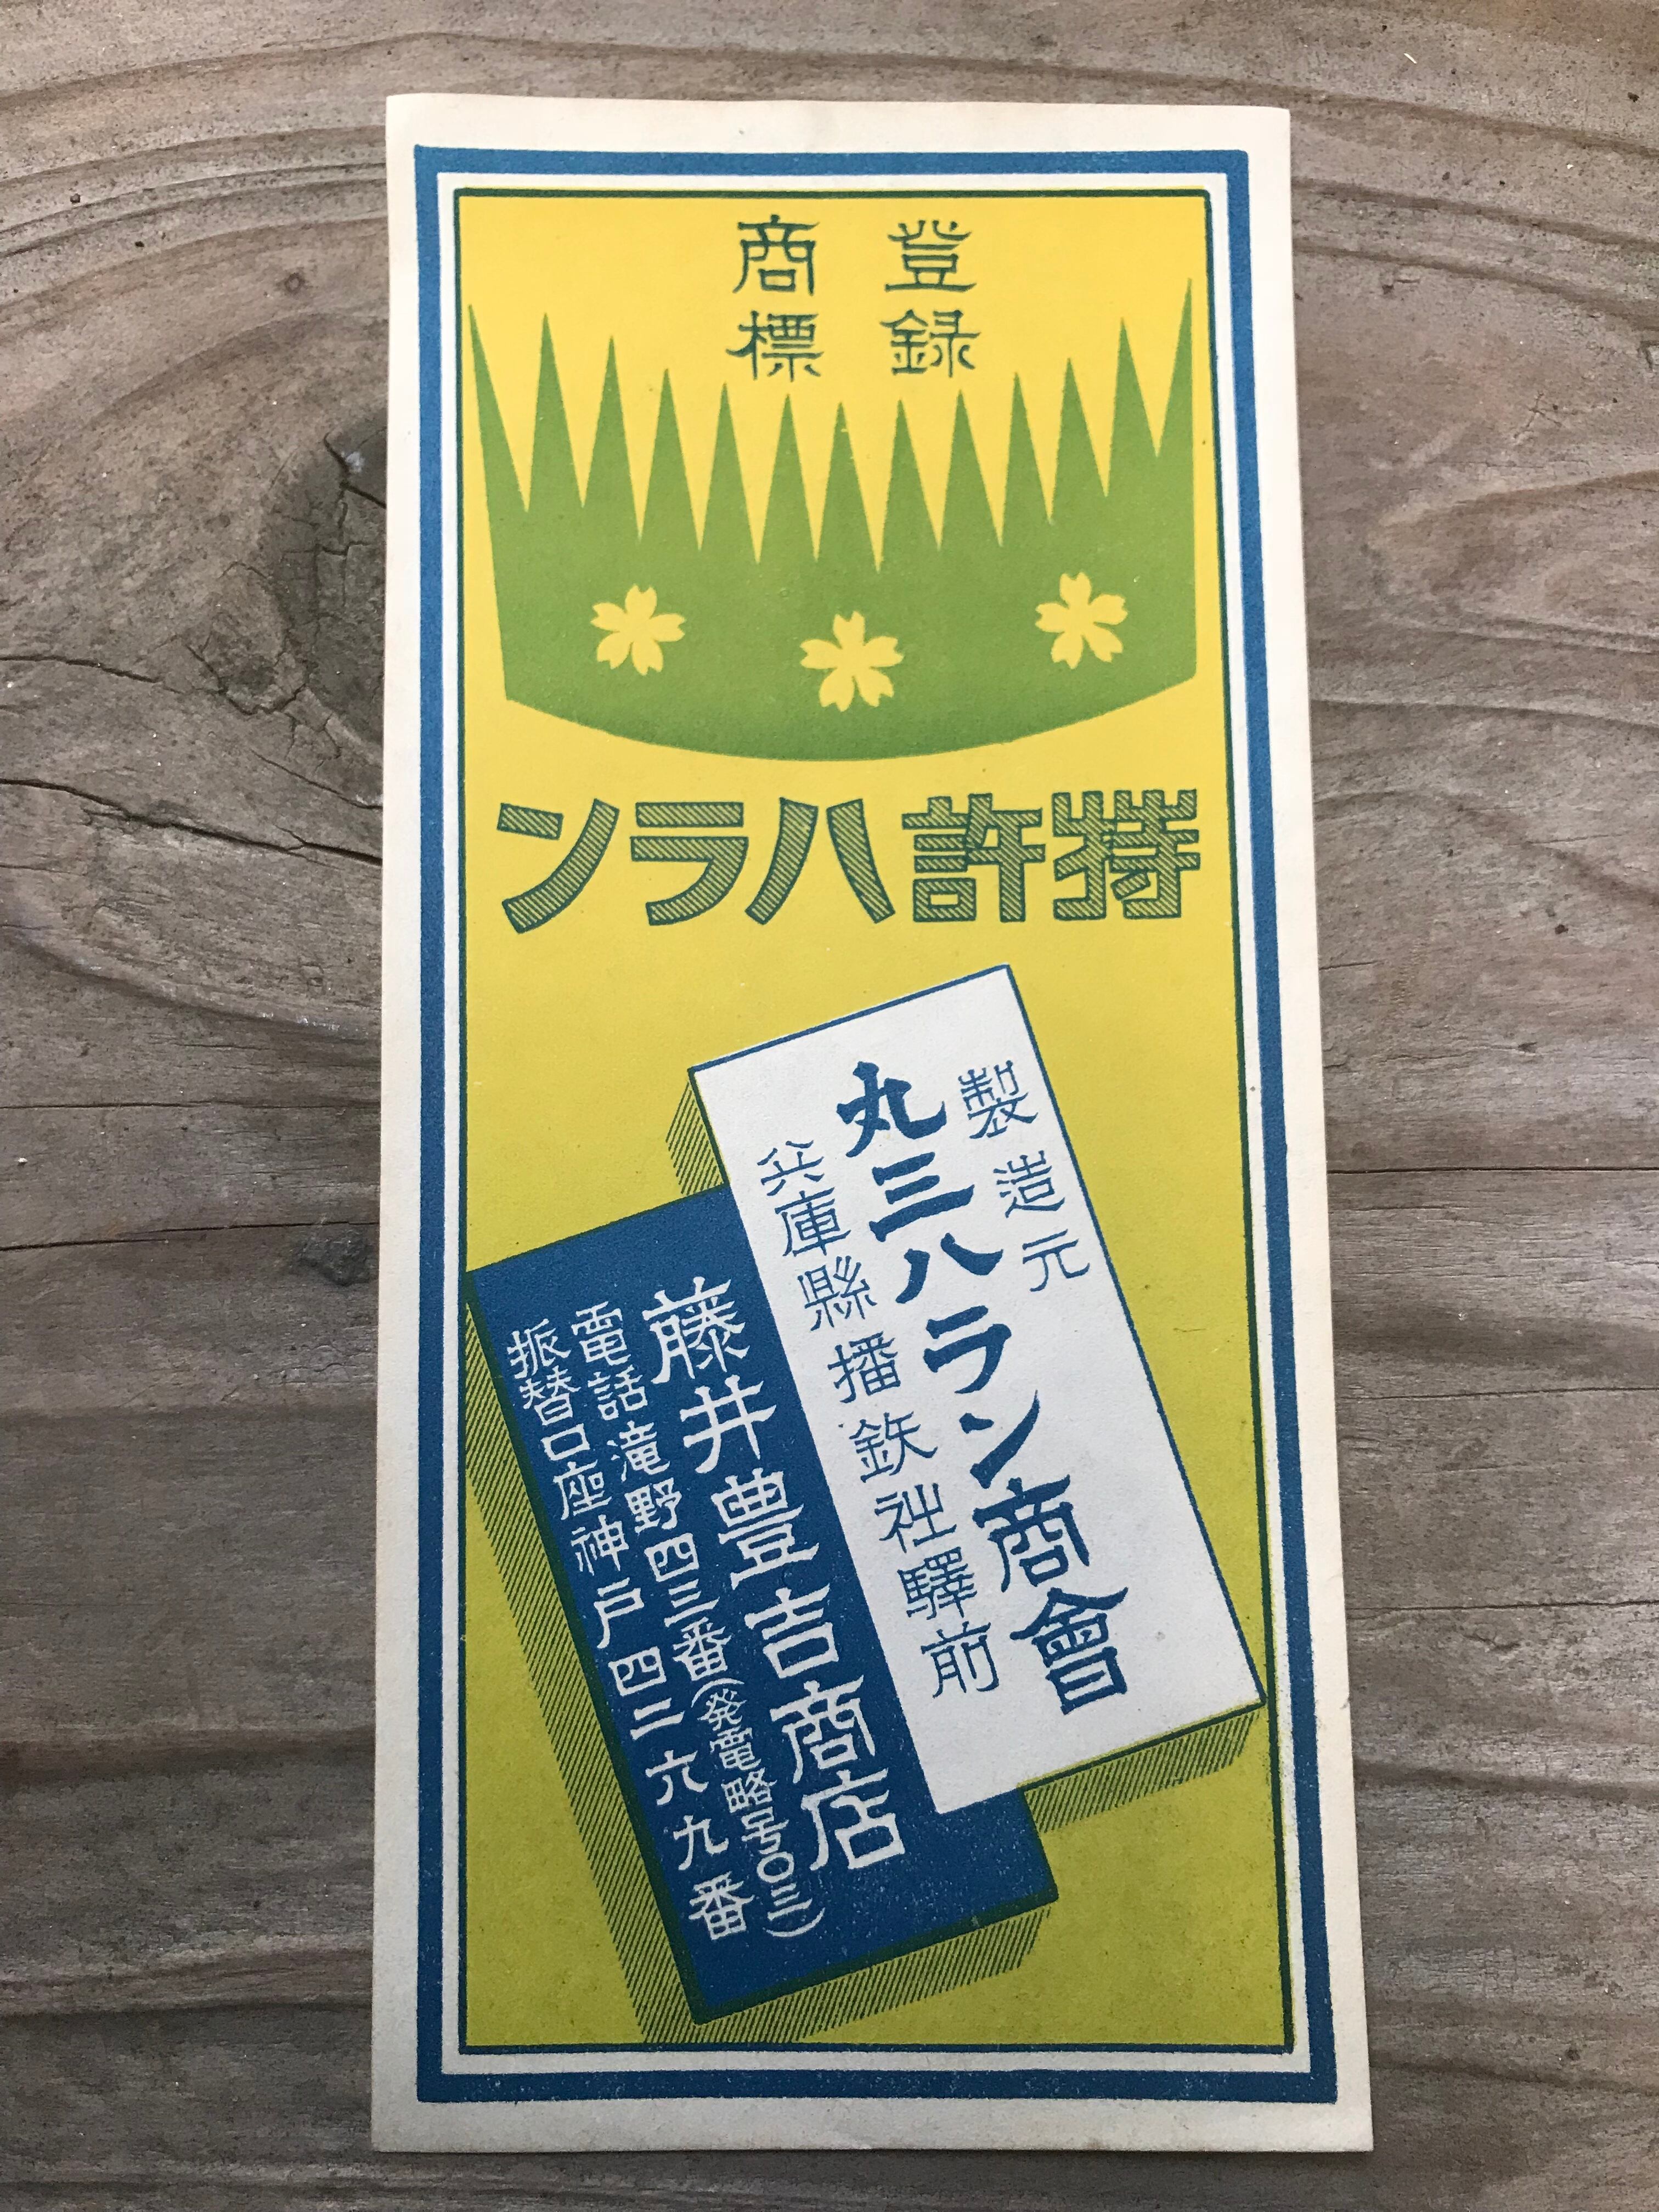 登録
商標
特許ハラン
製造元
丸三ハラン商會
兵庫縣播鉄社驛前
藤井豊吉商店
電話滝野四三番(発電略号〇三)
振替口座神戸四二六九番